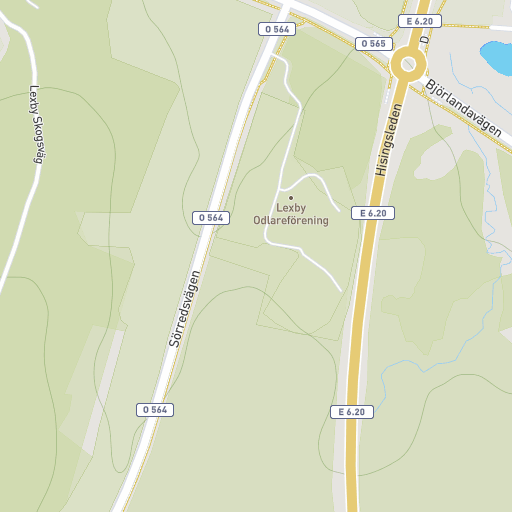 E 6.20
O 564
O 565
D
Björlandavägen
Lexby Skogsväg
Hisingsleden
Lexby
Odlareförening
E 6.20
O 564
Sörredsvägen
O 564
E 6.20